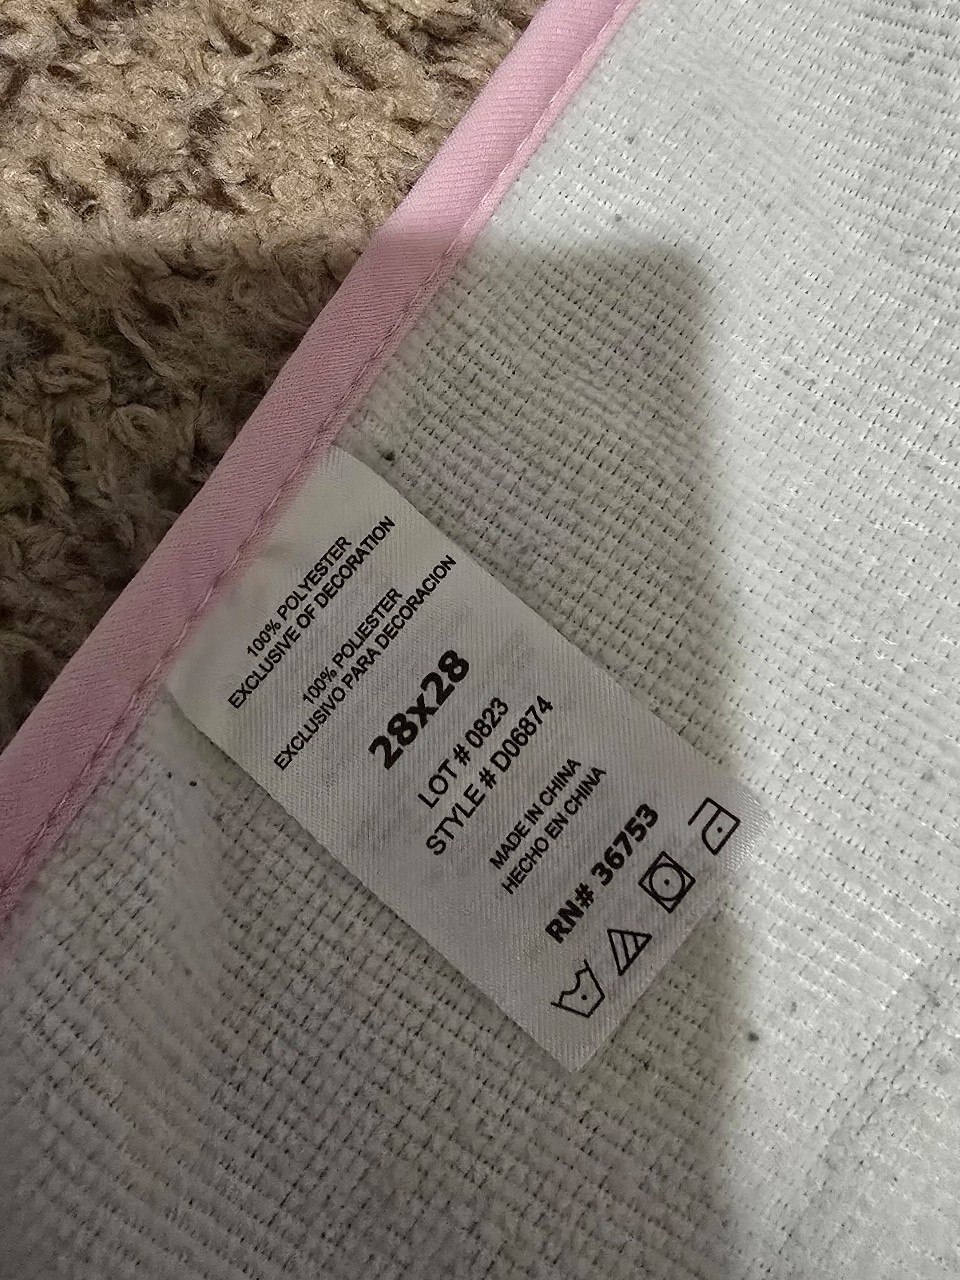 100% POLYESTER
EXCLUSIVE OF DECORATION
100% POLIESTER
EXCLUSIVO PARA DECORACION
28x28
LOT # 0823
STYLE # D06874
MADE IN CHINA
HECHO EN CHINA
RN# 36753